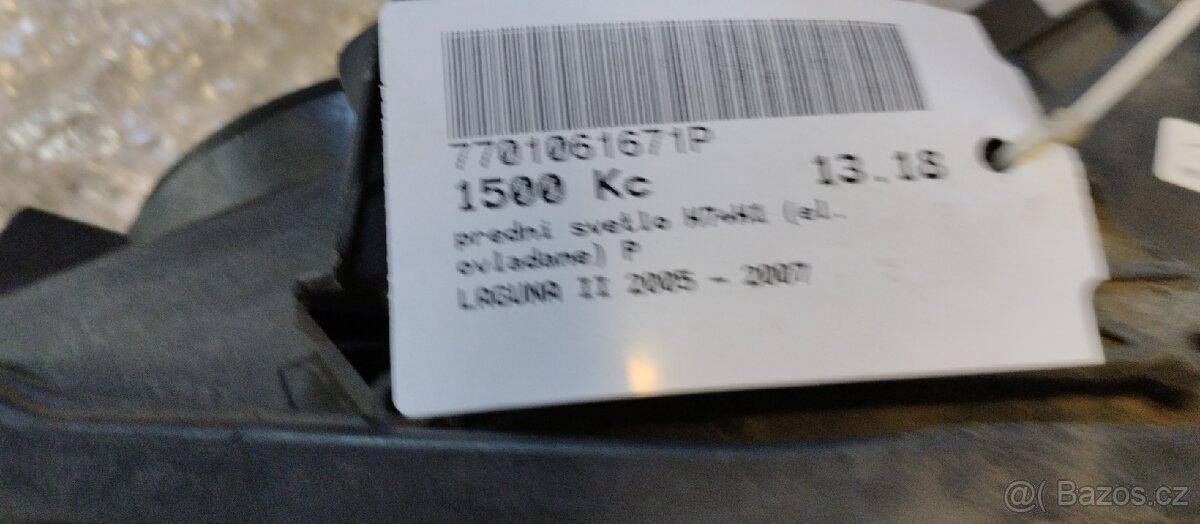 7701061671P
1500 Kc 13.18
predni svetlo H7+H1 (el.
ovladane) P
LAGUNA II 2005 - 2007
@( Bazos.cz